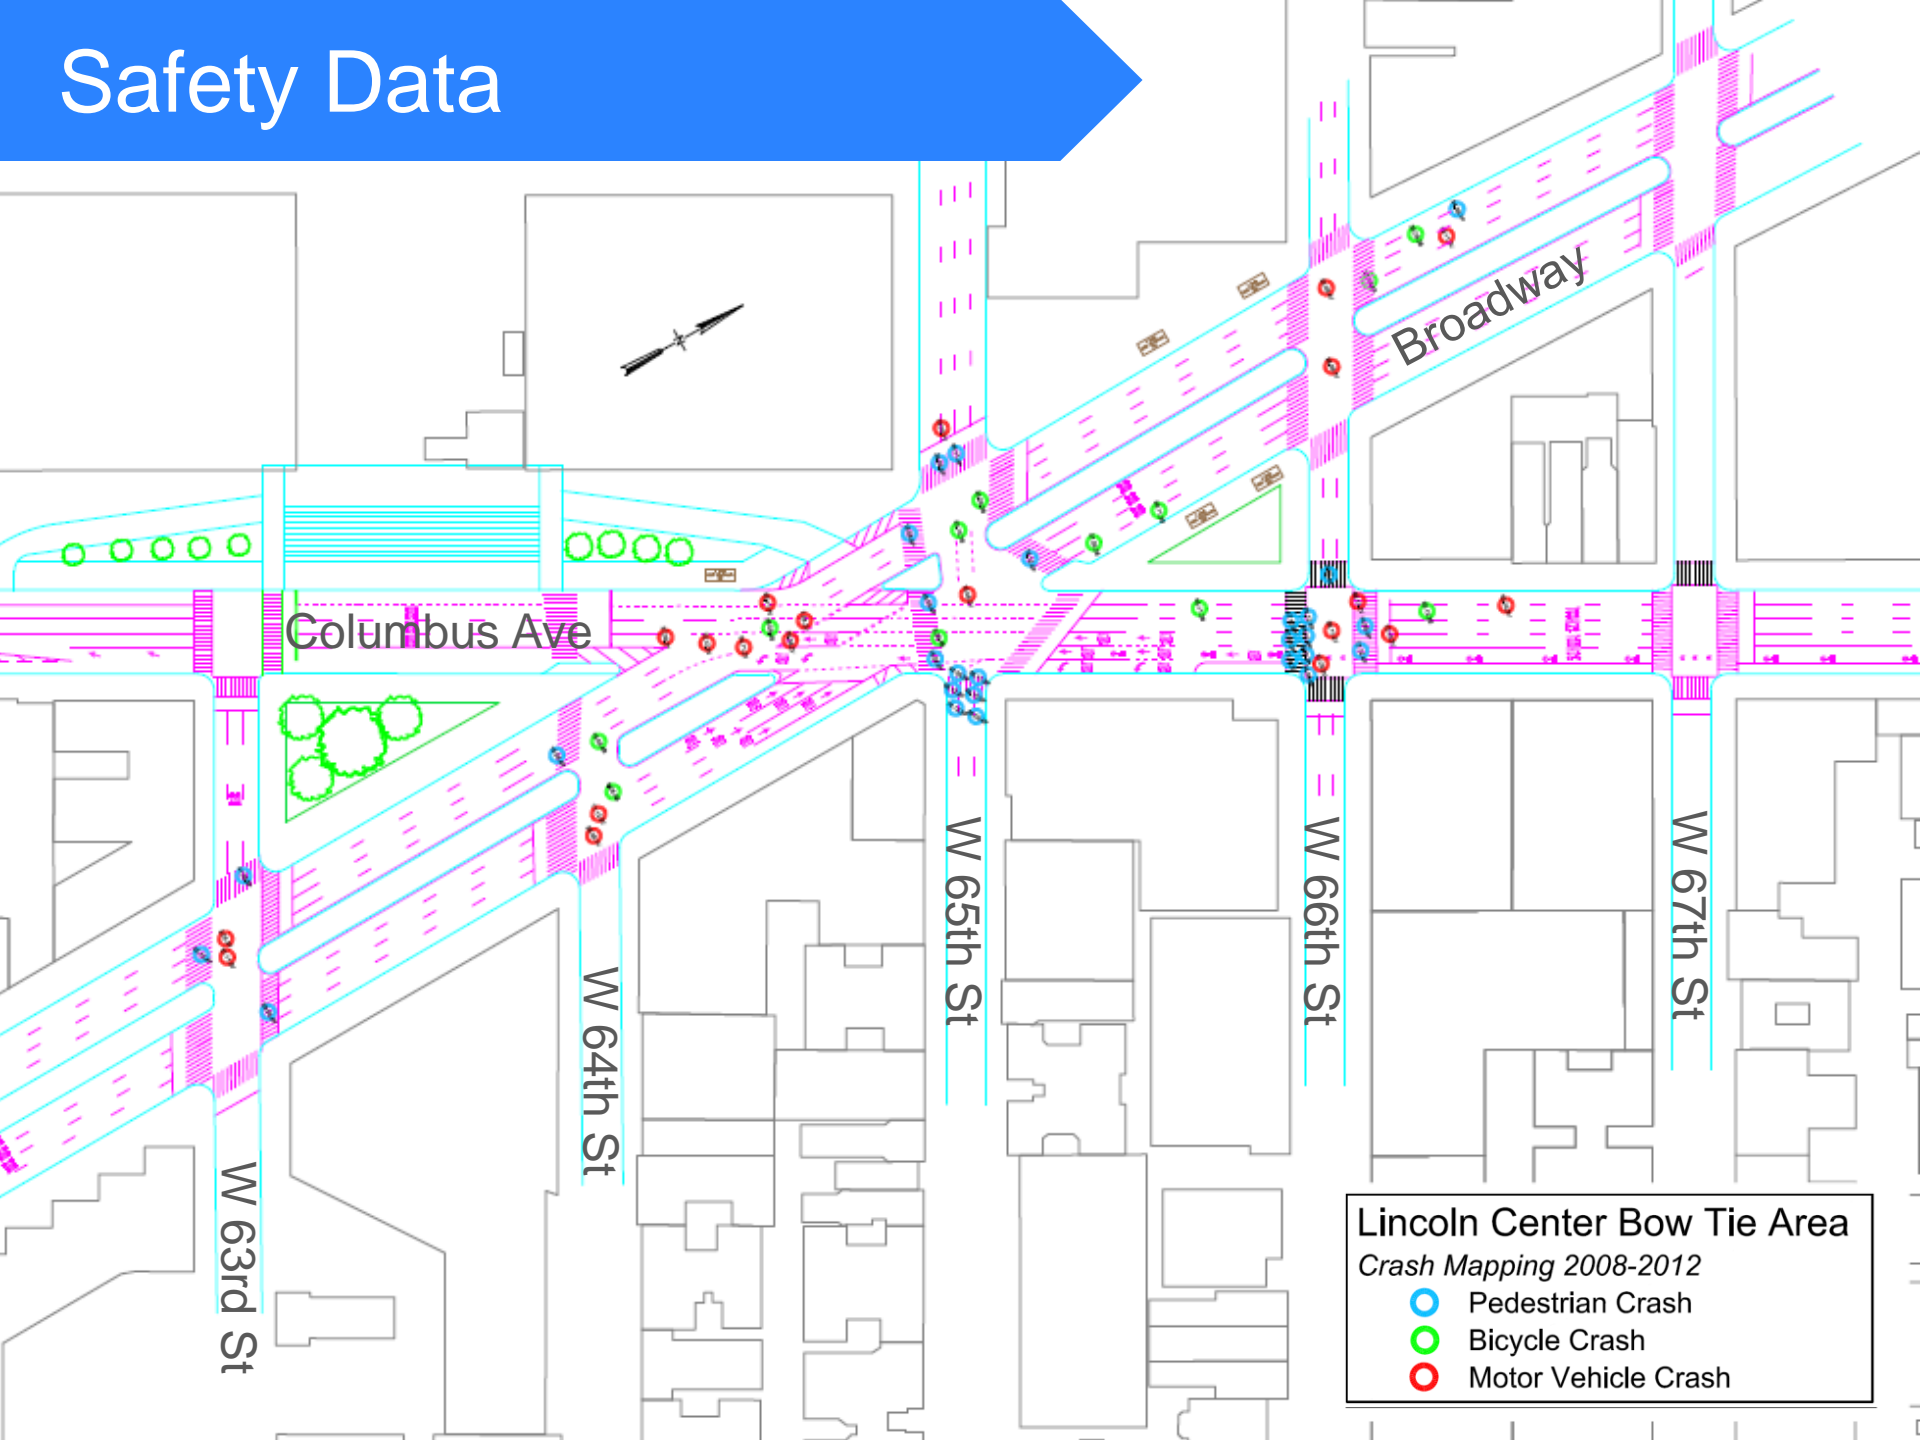 Safety Data
Broadway
Columbus Ave
W 63rd St
W 64th St
W 65th St
W 66th St
W 67th St
Lincoln Center Bow Tie Area
Crash Mapping 2008-2012
Pedestrian Crash
Bicycle Crash
Motor Vehicle Crash